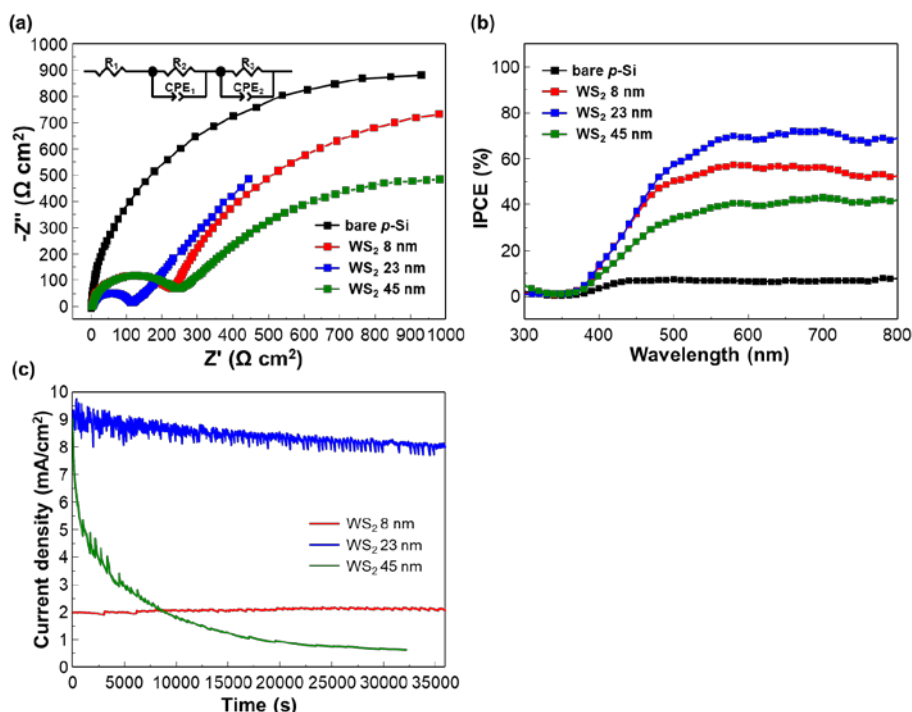 (a)
1000
900
800
700
600
500
400
300
200
100
0
-Z″ (Ω cm²)
R₁ R₂ R₃
CPE₁ CPE₂
bare p-Si
WS₂ 8 nm
WS₂ 23 nm
WS₂ 45 nm
0 100 200 300 400 500 600 700 800 900 1000
Z' (Ω cm²)
(b)
100
80
60
40
20
0
IPCE (%)
bare p-Si
WS₂ 8 nm
WS₂ 23 nm
WS₂ 45 nm
300 400 500 600 700 800
Wavelength (nm)
(c)
10
9
8
7
6
5
4
3
2
1
0
Current density (mA/cm²)
WS₂ 8 nm
WS₂ 23 nm
WS₂ 45 nm
0 5000 10000 15000 20000 25000 30000 35000
Time (s)